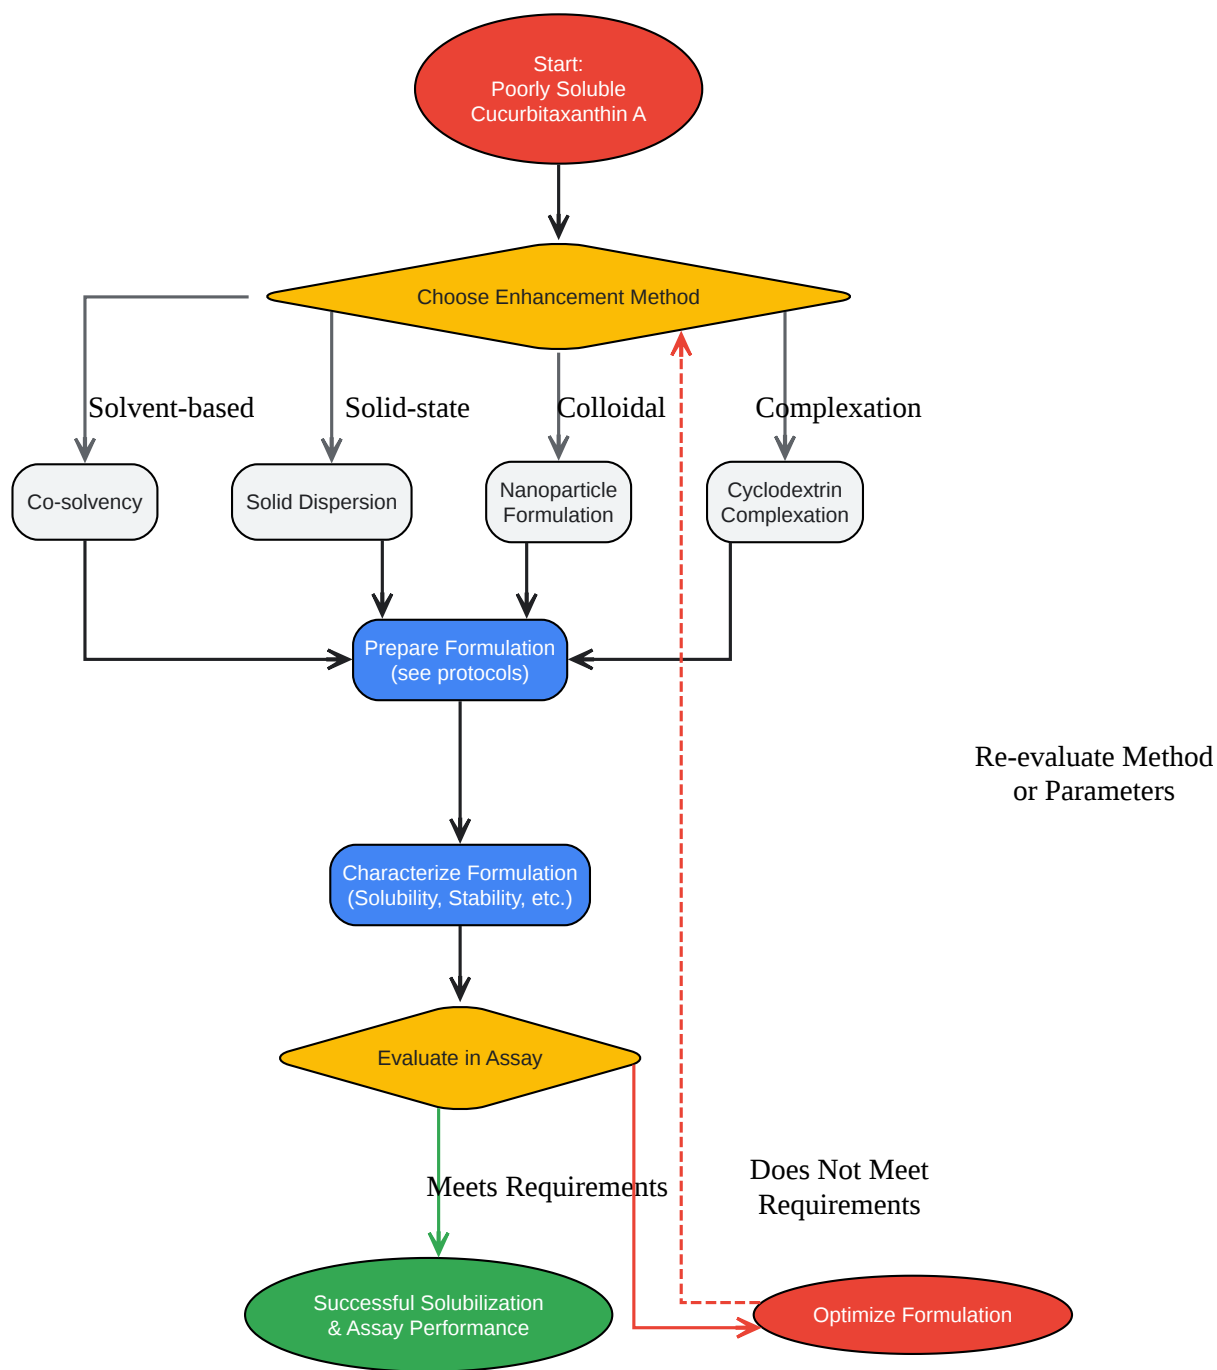 Start:
Poorly Soluble
Cucurbitaxanthin A
Choose Enhancement Method
Solvent-based
Solid-state
Colloidal
Complexation
Co-solvency
Solid Dispersion
Nanoparticle
Formulation
Cyclodextrin
Complexation
Prepare Formulation
(see protocols)
Re-evaluate Method
or Parameters
Characterize Formulation
(Solubility, Stability, etc.)
Evaluate in Assay
Meets Requirements
Does Not Meet
Requirements
Successful Solubilization
& Assay Performance
Optimize Formulation